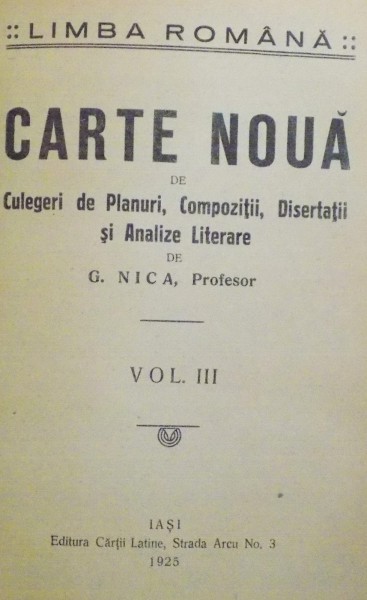 :: LIMBA ROMÂNĂ ::
CARTE NOUĂ
DE
Culegeri de Planuri, Compoziţii, Disertaţii
şi Analize Literare
DE
G. NICA, Profesor
VOL. III
IAŞI
Editura Cărţii Latine, Strada Arcu No. 3
1925